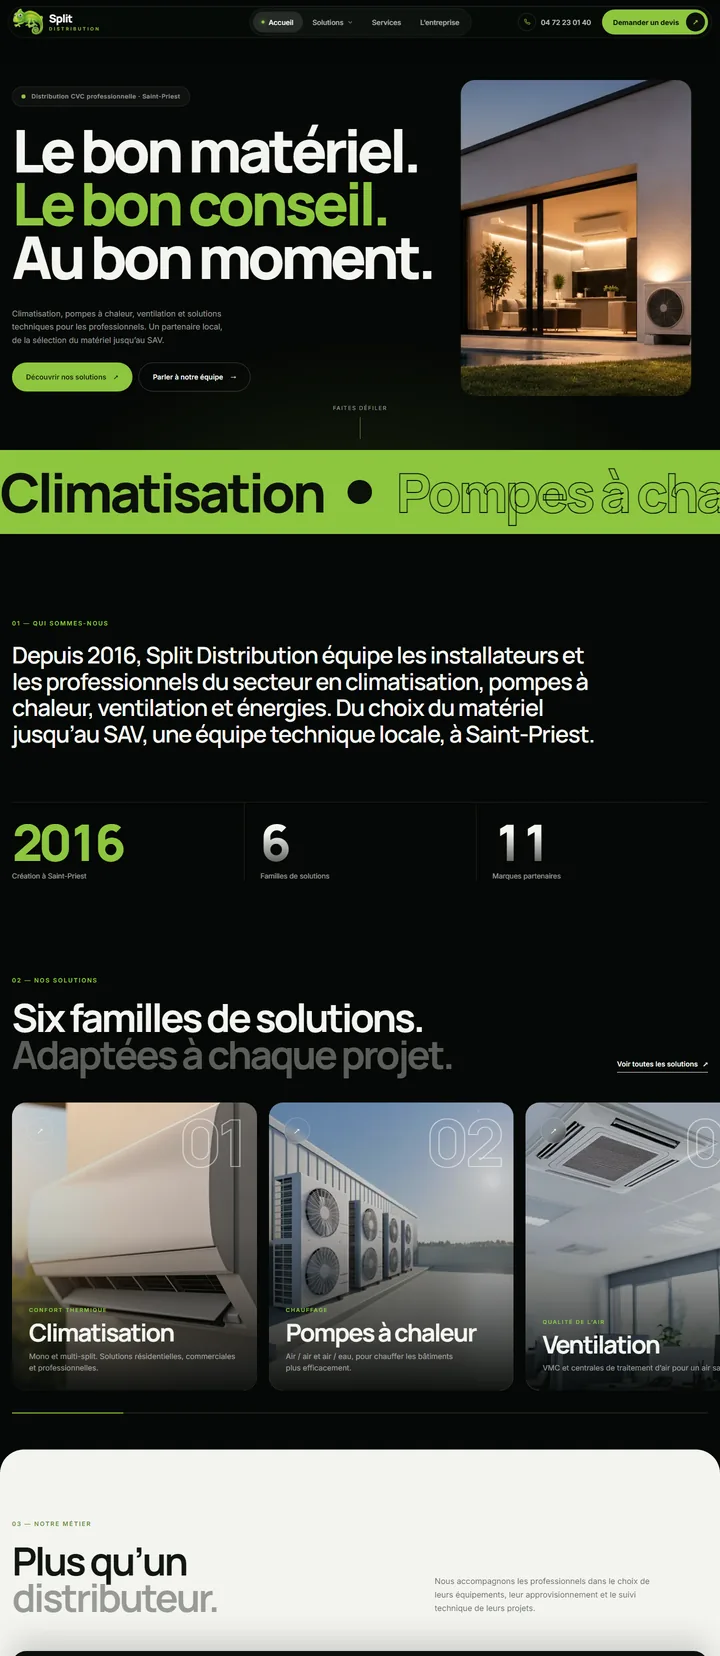 Split
DISTRIBUTION
Accueil
Solutions
Services
L'entreprise
04 72 23 01 40
Demander un devis
Distribution CVC professionnelle · Saint-Priest
Le bon matériel.
Le bon conseil.
Au bon moment.
Climatisation, pompes à chaleur, ventilation et solutions
techniques pour les professionnels. Un partenaire local,
de la sélection du matériel jusqu'au SAV.
Découvrir nos solutions ↗
Parler à notre équipe →
FAITES DÉFILER
Climatisation • Pompes à cha
01 — QUI SOMMES-NOUS
Depuis 2016, Split Distribution équipe les installateurs et
les professionnels du secteur en climatisation, pompes à
chaleur, ventilation et énergies. Du choix du matériel
jusqu'au SAV, une équipe technique locale, à Saint-Priest.
2016
Création à Saint-Priest
6
Familles de solutions
11
Marques partenaires
02 — NOS SOLUTIONS
Six familles de solutions.
Adaptées à chaque projet.
Voir toutes les solutions ↗
01
CONFORT THERMIQUE
Climatisation
Mono et multi-split. Solutions résidentielles, commerciales
et professionnelles.
02
CHAUFFAGE
Pompes à chaleur
Air / air et air / eau, pour chauffer les bâtiments
plus efficacement.
0
QUALITÉ DE L'AIR
Ventilation
VMC et centrales de traitement d'air pour un air sa
03 — NOTRE MÉTIER
Plus qu'un
distributeur.
Nous accompagnons les professionnels dans le choix de
leurs équipements, leur approvisionnement et le suivi
technique de leurs projets.